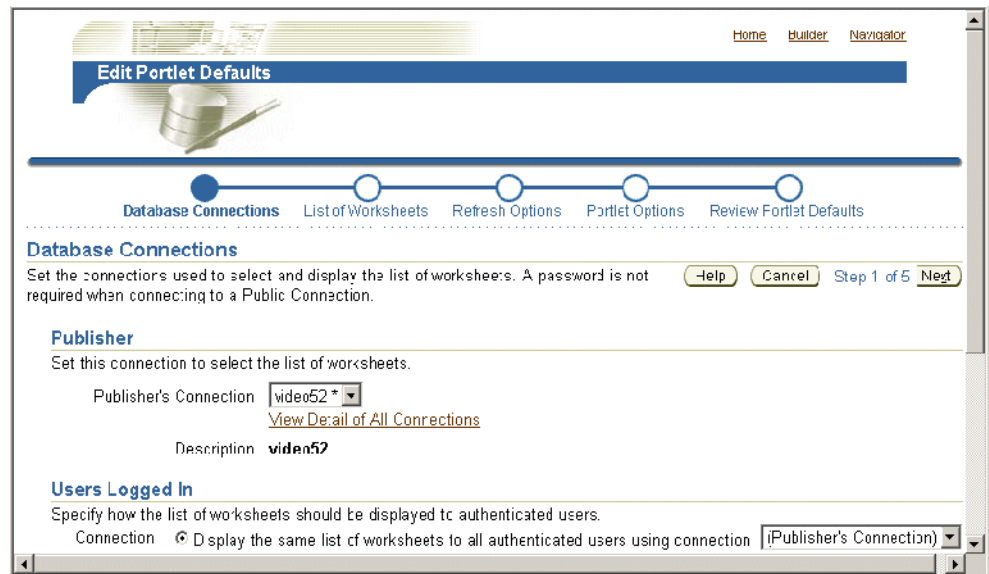 Home Builder Navigator
Edit Portlet Defaults
Database Connections List of Worksheets Refresh Options Portlet Options Review Portlet Defaults
Database Connections
Set the connections used to select and display the list of worksheets. A password is not
required when connecting to a Public Connection.
Help Cancel Step 1 of 5 Next
Publisher
Set this connection to select the list of worksheets.
Publisher's Connection video52 *
View Detail of All Connections
Description video52
Users Logged In
Specify how the list of worksheets should be displayed to authenticated users.
Connection Display the same list of worksheets to all authenticated users using connection (Publisher's Connection)